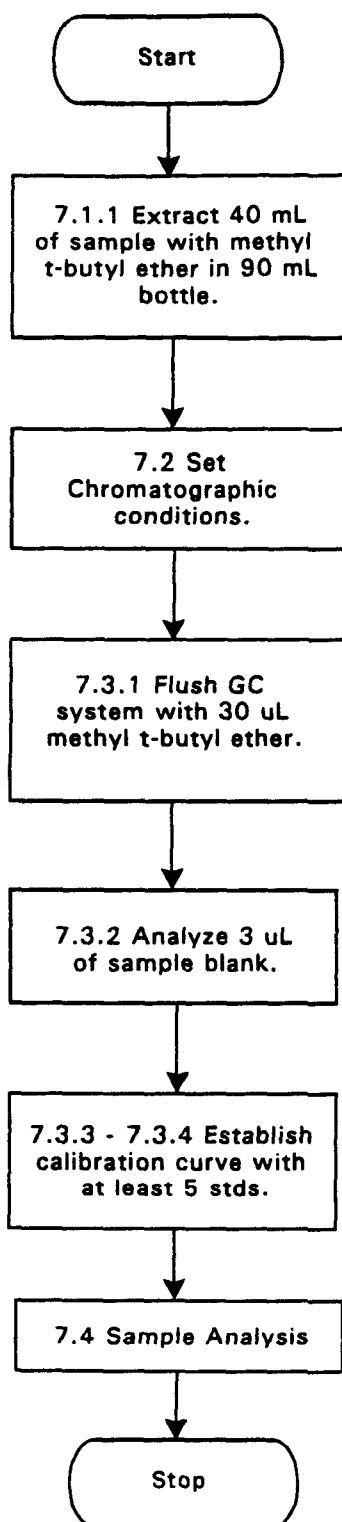 Start
7.1.1 Extract 40 mL
of sample with methyl
t-butyl ether in 90 mL
bottle.
7.2 Set
Chromatographic
conditions.
7.3.1 Flush GC
system with 30 uL
methyl t-butyl ether.
7.3.2 Analyze 3 uL
of sample blank.
7.3.3 - 7.3.4 Establish
calibration curve with
at least 5 stds.
7.4 Sample Analysis
Stop